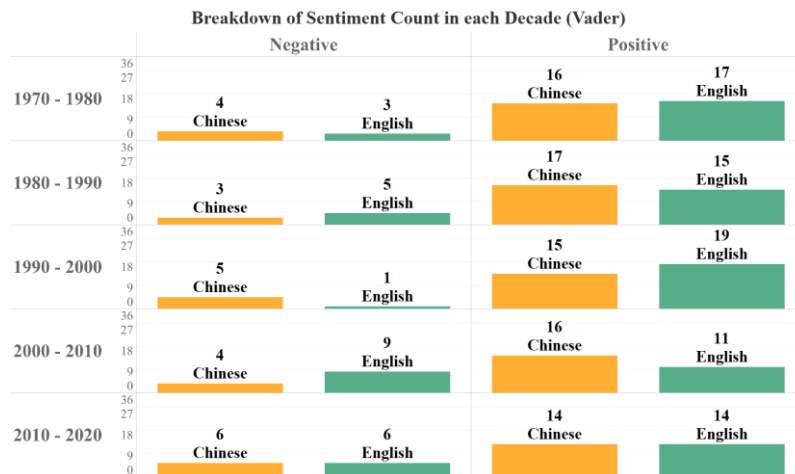 Breakdown of Sentiment Count in each Decade (Vader)
Negative
Positive
1970 - 1980
36
27
18
9
0
4
Chinese
3
English
16
Chinese
17
English
1980 - 1990
36
27
18
9
0
3
Chinese
5
English
17
Chinese
15
English
1990 - 2000
36
27
18
9
0
5
Chinese
1
English
15
Chinese
19
English
2000 - 2010
36
27
18
9
0
4
Chinese
9
English
16
Chinese
11
English
2010 - 2020
36
27
18
9
0
6
Chinese
6
English
14
Chinese
14
English